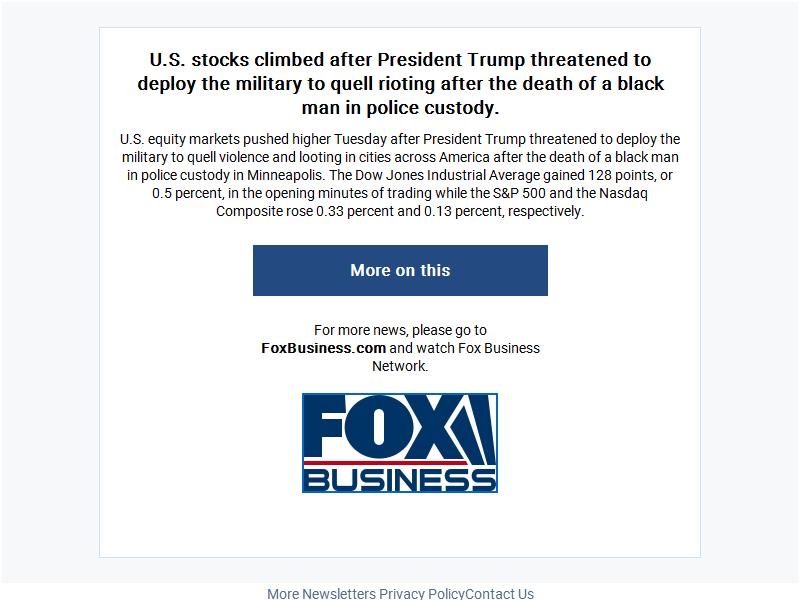 U.S. stocks climbed after President Trump threatened to
deploy the military to quell rioting after the death of a black
man in police custody.
U.S. equity markets pushed higher Tuesday after President Trump threatened to deploy the
military to quell violence and looting in cities across America after the death of a black man
in police custody in Minneapolis. The Dow Jones Industrial Average gained 128 points, or
0.5 percent, in the opening minutes of trading while the S&P 500 and the Nasdaq
Composite rose 0.33 percent and 0.13 percent, respectively.
More on this
For more news, please go to
FoxBusiness.com and watch Fox Business
Network.
FOX
BUSINESS
More Newsletters Privacy PolicyContact Us